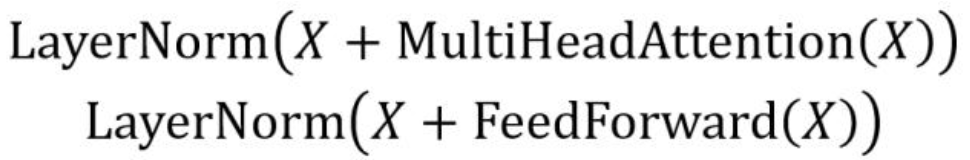 LayerNorm(X + MultiHeadAttention(X))
LayerNorm(X + FeedForward(X))